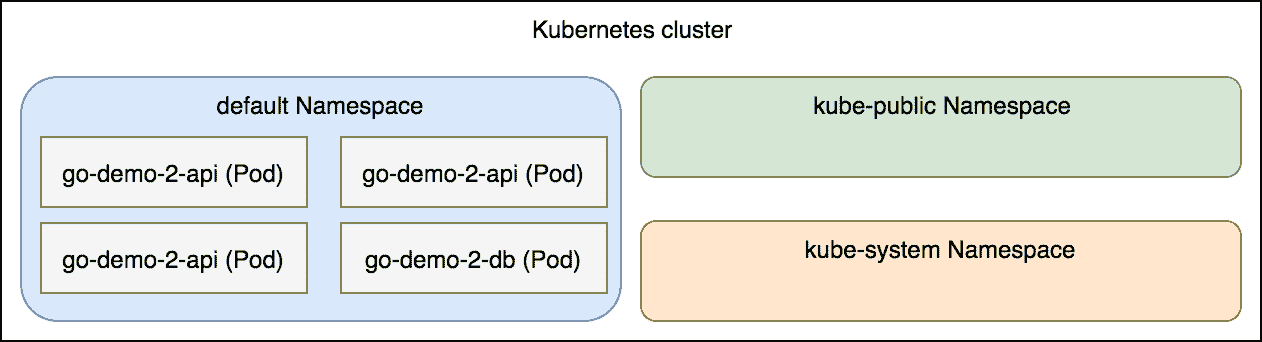 Kubernetes cluster
default Namespace
go-demo-2-api (Pod)
go-demo-2-api (Pod)
go-demo-2-api (Pod)
go-demo-2-db (Pod)
kube-public Namespace
kube-system Namespace